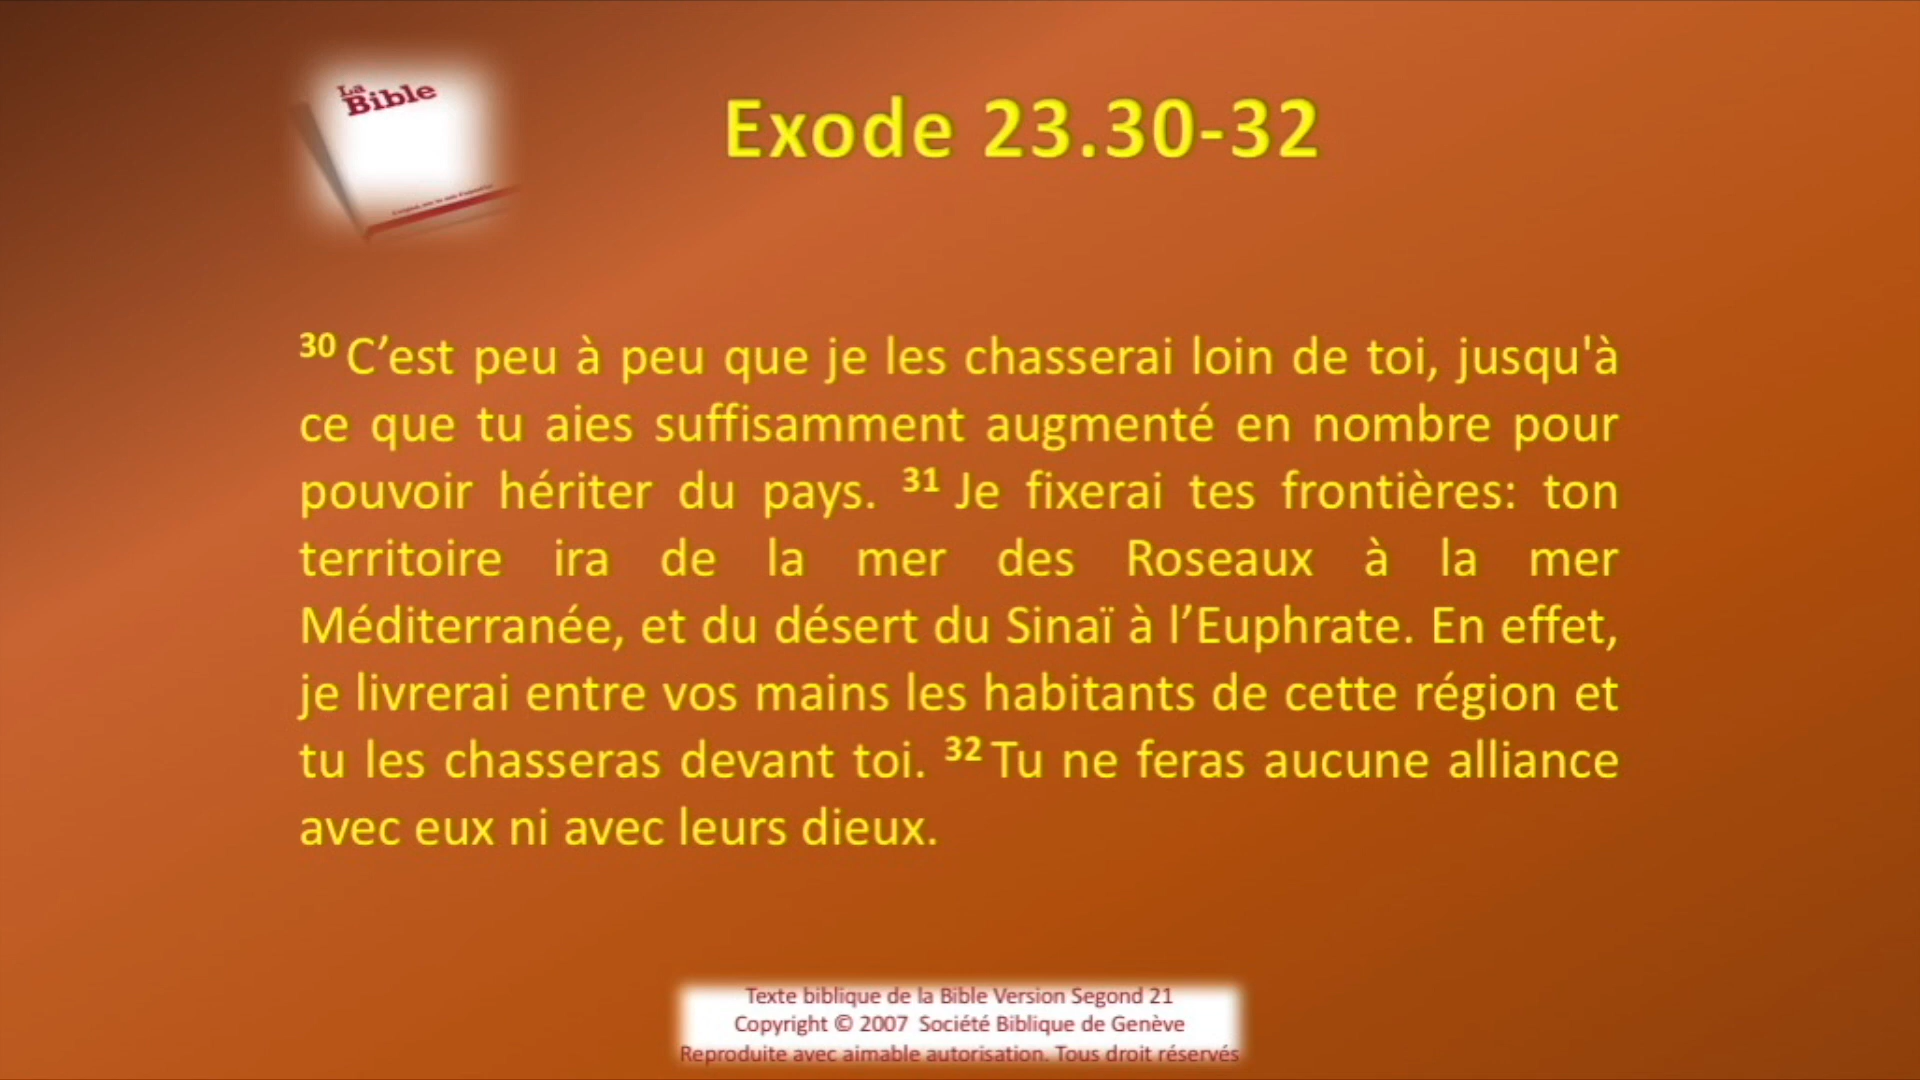 La
Bible
Exode 23.30-32
30 C’est peu à peu que je les chasserai loin de toi, jusqu'à
ce que tu aies suffisamment augmenté en nombre pour
pouvoir hériter du pays. 31 Je fixerai tes frontières: ton
territoire ira de la mer des Roseaux à la mer
Méditerranée, et du désert du Sinaï à l’Euphrate. En effet,
je livrerai entre vos mains les habitants de cette région et
tu les chasseras devant toi. 32 Tu ne feras aucune alliance
avec eux ni avec leurs dieux.
Texte biblique de la Bible Version Segond 21
Copyright © 2007 Société Biblique de Genève
Reproduite avec aimable autorisation. Tous droit réservés